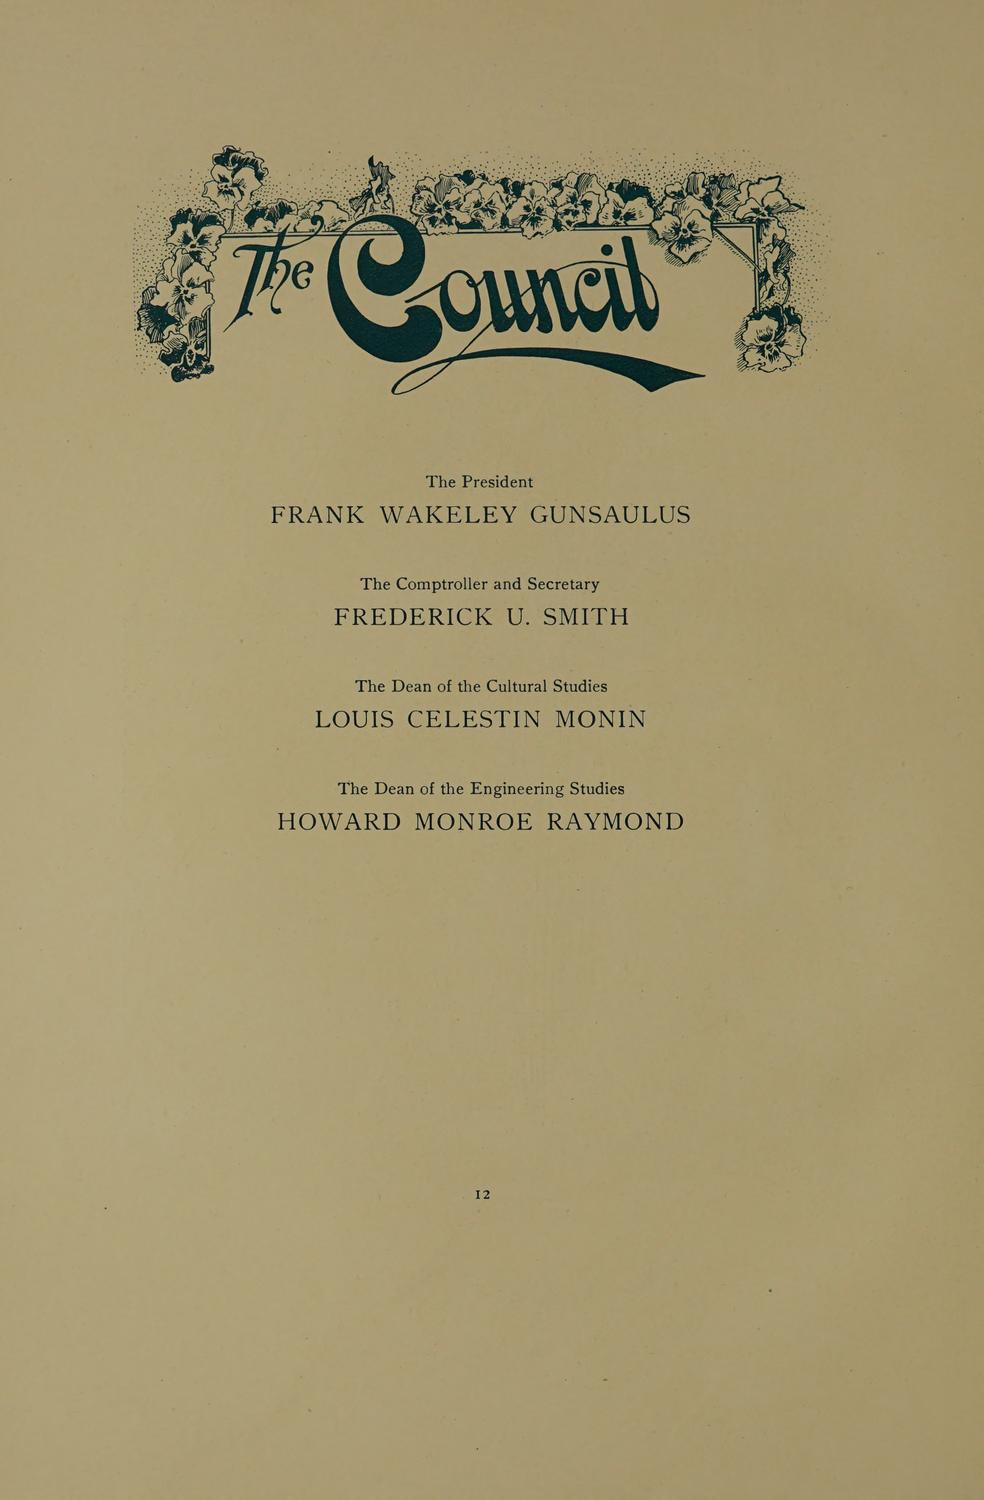 The Council
The President
FRANK WAKELEY GUNSAULUS
The Comptroller and Secretary
FREDERICK U. SMITH
The Dean of the Cultural Studies
LOUIS CELESTIN MONIN
The Dean of the Engineering Studies
HOWARD MONROE RAYMOND
12